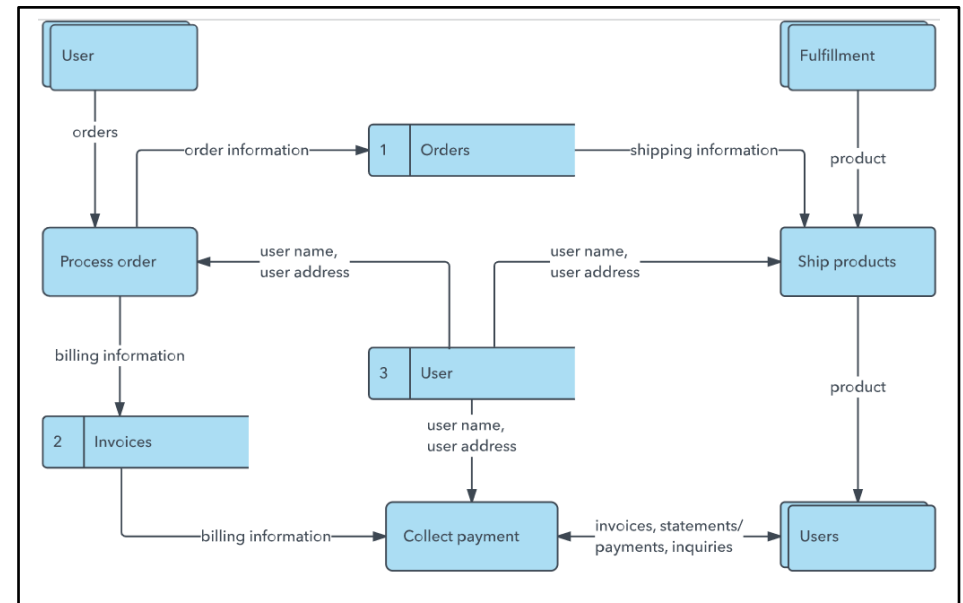 User
Fulfillment
orders
order information
1
Orders
shipping information
product
Process order
user name,
user address
user name,
user address
Ship products
billing information
3
User
product
2
Invoices
user name,
user address
billing information
Collect payment
invoices, statements/
payments, inquiries
Users